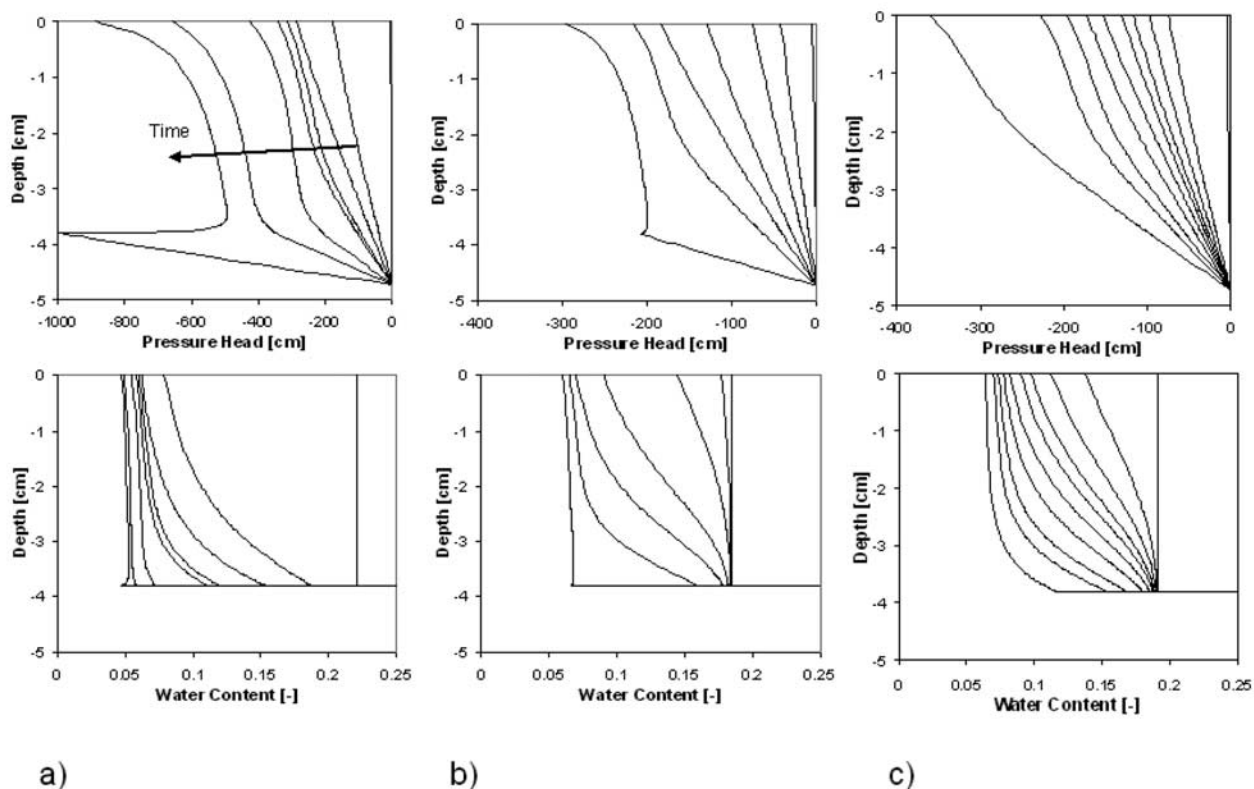 0
-1
-2
-3
-4
-5
Depth [cm]
Time
-1000 -800 -600 -400 -200 0
Pressure Head [cm]
0
-1
-2
-3
-4
-5
Depth [cm]
-400 -300 -200 -100 0
Pressure Head [cm]
0
-1
-2
-3
-4
-5
Depth [cm]
-400 -300 -200 -100 0
Pressure Head [cm]
0
-1
-2
-3
-4
-5
Depth [cm]
0 0.05 0.1 0.15 0.2 0.25
Water Content [-]
0
-1
-2
-3
-4
-5
Depth [cm]
0 0.05 0.1 0.15 0.2 0.25
Water Content [-]
0
-1
-2
-3
-4
-5
Depth [cm]
0 0.05 0.1 0.15 0.2 0.25
Water Content [-]
a) b) c)